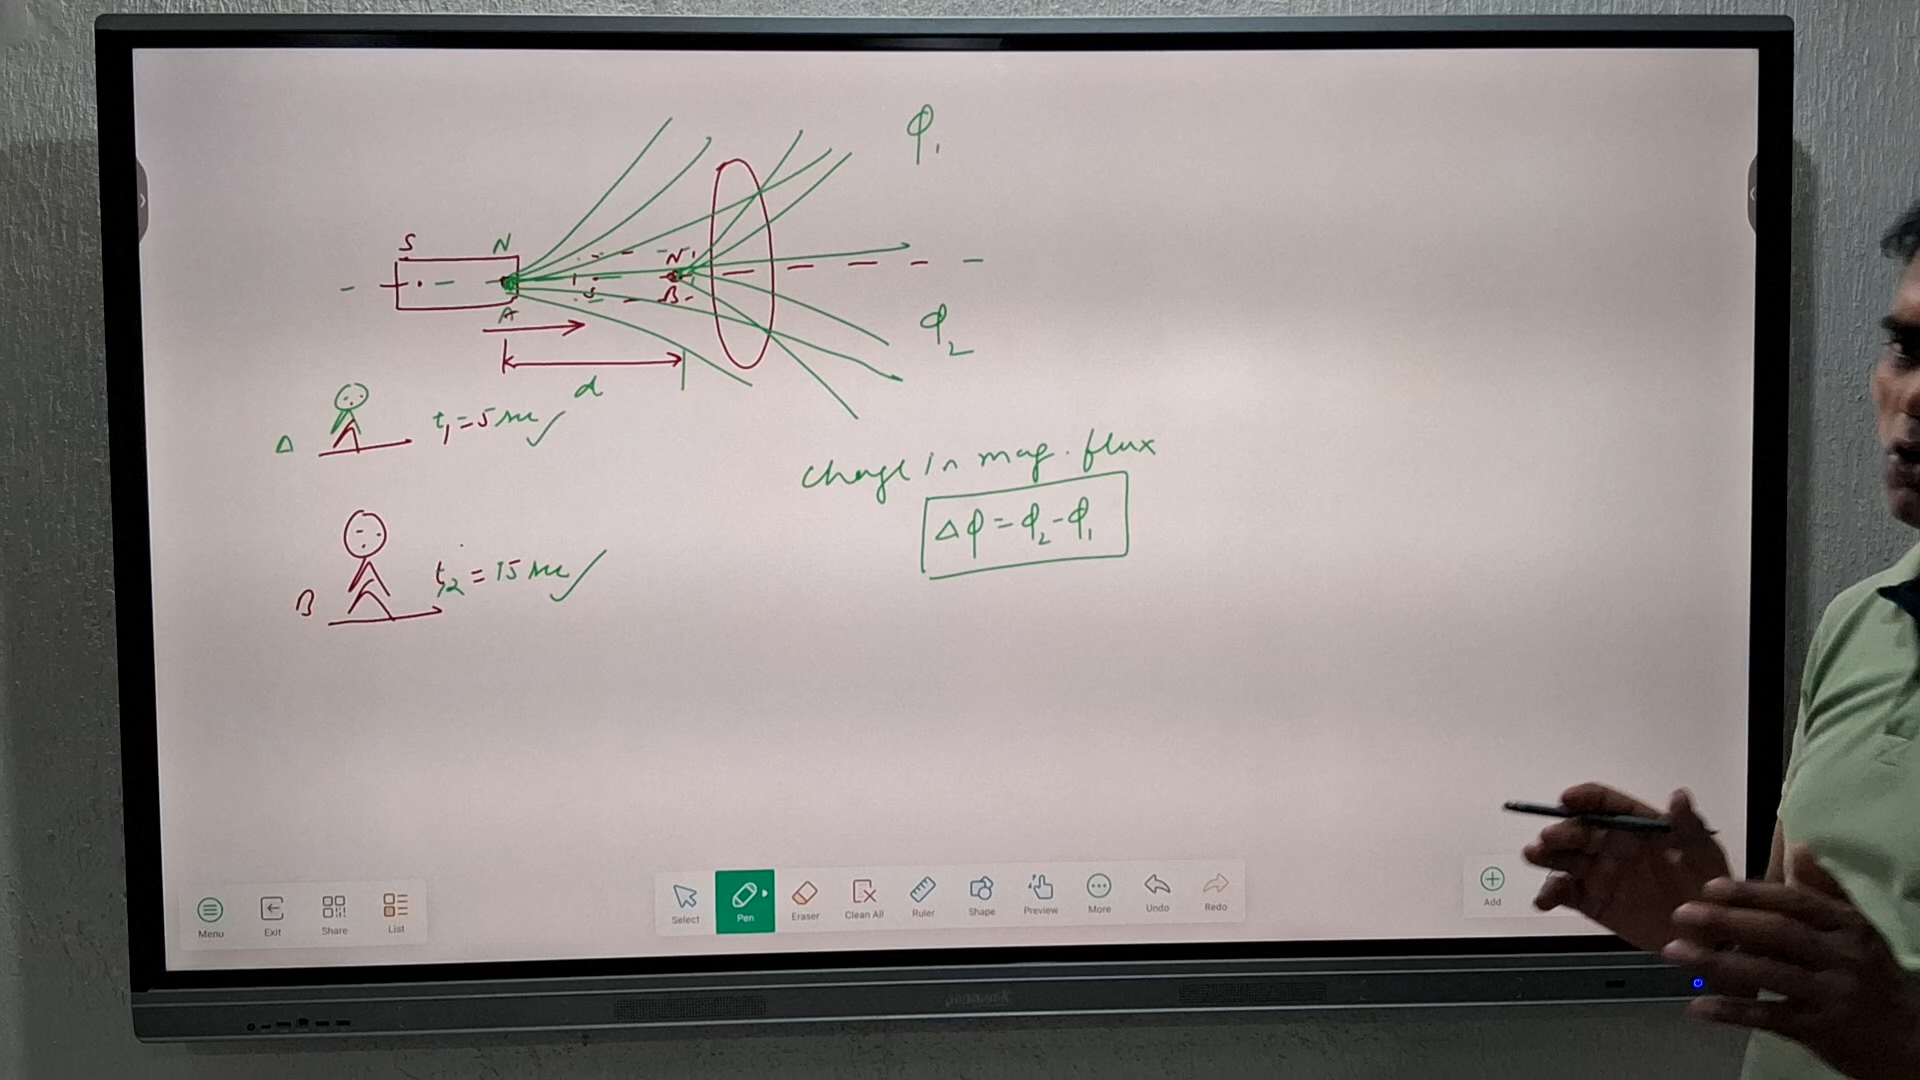 φ₁
S N
N'
S
B
A
φ₂
d
A t₁ = 5 sec ✓
change in mag. flux
Δφ = φ₂ - φ₁
B t₂ = 15 sec ✓
Menu Exit Share List Select Pen Eraser Clean All Ruler Shape Preview More Undo Redo Add